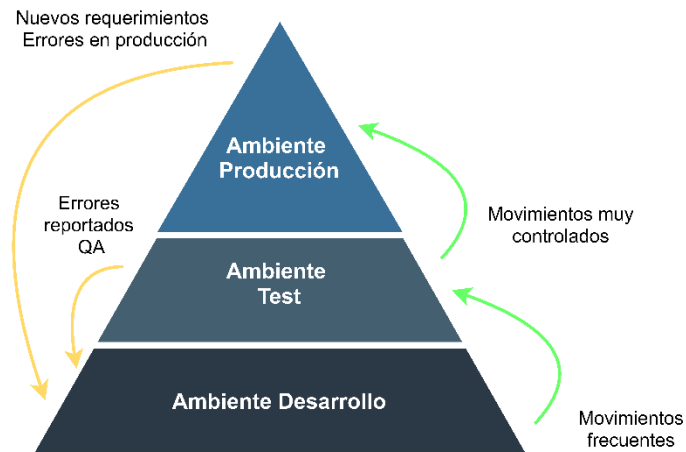 Nuevos requerimientos
Errores en producción
Ambiente
Producción
Errores
reportados
QA
Movimientos muy
controlados
Ambiente
Test
Ambiente Desarrollo
Movimientos
frecuentes